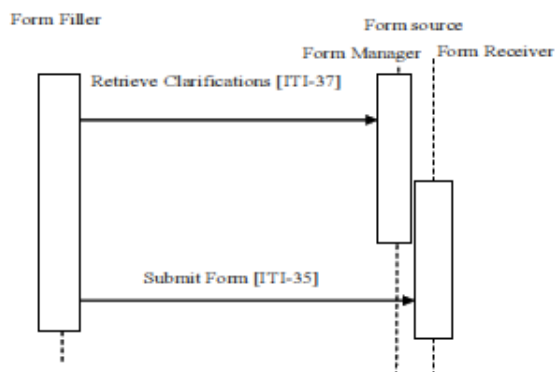 Form Filler
Form source
Form Manager
Form Receiver
Retrieve Clarifications [ITI-37]
Submit Form [ITI-35]